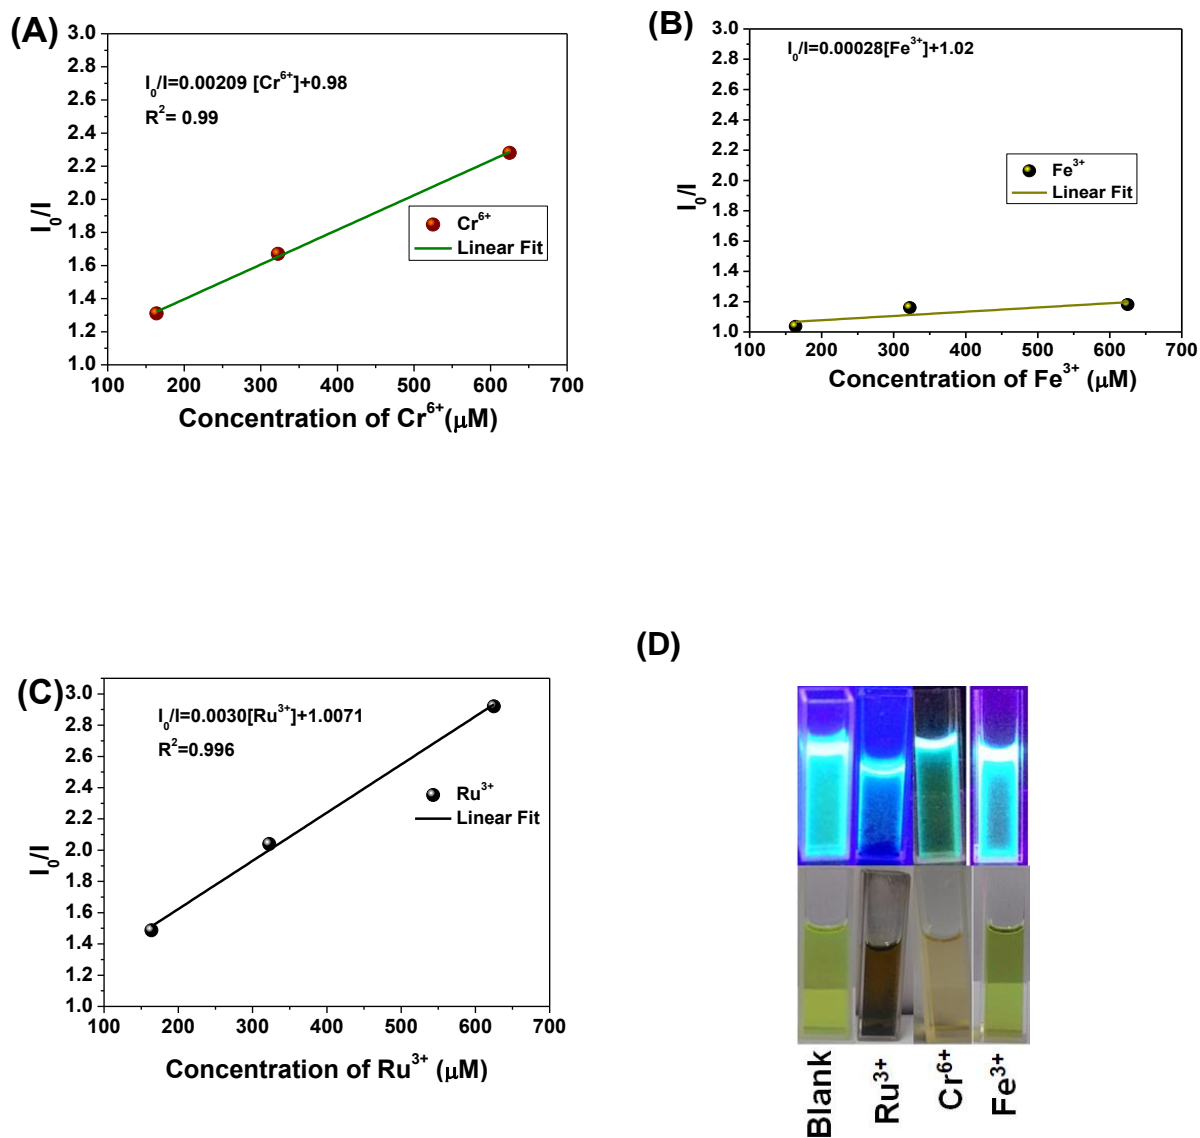 (A)
I₀/I=0.00209 [Cr⁶⁺]+0.98
R²= 0.99
3.0
2.8
2.6
2.4
2.2
2.0
1.8
1.6
1.4
1.2
1.0
I₀/I
Cr⁶⁺
Linear Fit
100 200 300 400 500 600 700
Concentration of Cr⁶⁺(μM)
(B)
I₀/I=0.00028[Fe³⁺]+1.02
3.0
2.8
2.6
2.4
2.2
2.0
1.8
1.6
1.4
1.2
1.0
I₀/I
Fe³⁺
Linear Fit
100 200 300 400 500 600 700
Concentration of Fe³⁺ (μM)
(C)
I₀/I=0.0030[Ru³⁺]+1.0071
R²=0.996
3.0
2.8
2.6
2.4
2.2
2.0
1.8
1.6
1.4
1.2
1.0
I₀/I
Ru³⁺
Linear Fit
100 200 300 400 500 600 700
Concentration of Ru³⁺ (μM)
(D)
Blank
Ru³⁺
Cr⁶⁺
Fe³⁺